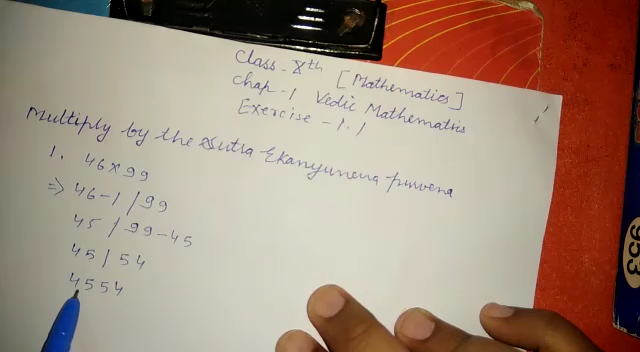 Class - Xth [Mathematics]
Chap - 1 Vedic Mathematics
Exercise - 1.1
Multiply by the Sutra Ekanyunena purvena
1. 46×99
⇒ 46-1 / 99
45 / 99-45
45 / 54
4554
953